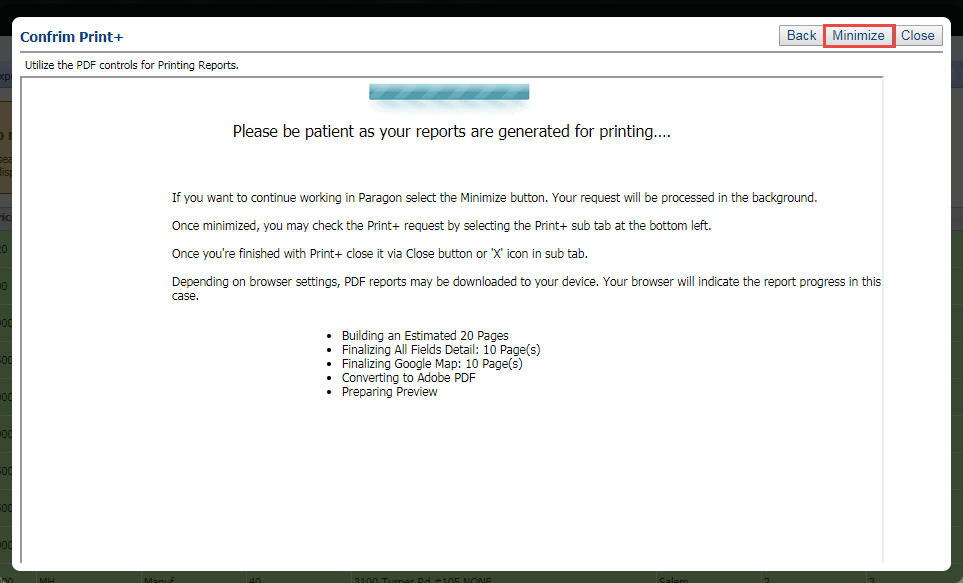 Confrim Print+
Back Minimize Close
Utilize the PDF controls for Printing Reports.
Please be patient as your reports are generated for printing....
If you want to continue working in Paragon select the Minimize button. Your request will be processed in the background.
Once minimized, you may check the Print+ request by selecting the Print+ sub tab at the bottom left.
Once you're finished with Print+ close it via Close button or 'X' icon in sub tab.
Depending on browser settings, PDF reports may be downloaded to your device. Your browser will indicate the report progress in this
case.
• Building an Estimated 20 Pages
• Finalizing All Fields Detail: 10 Page(s)
• Finalizing Google Map: 10 Page(s)
• Converting to Adobe PDF
• Preparing Preview
MH Manuf 40 3100 Turner Rd #105 NONE Salem 2 2